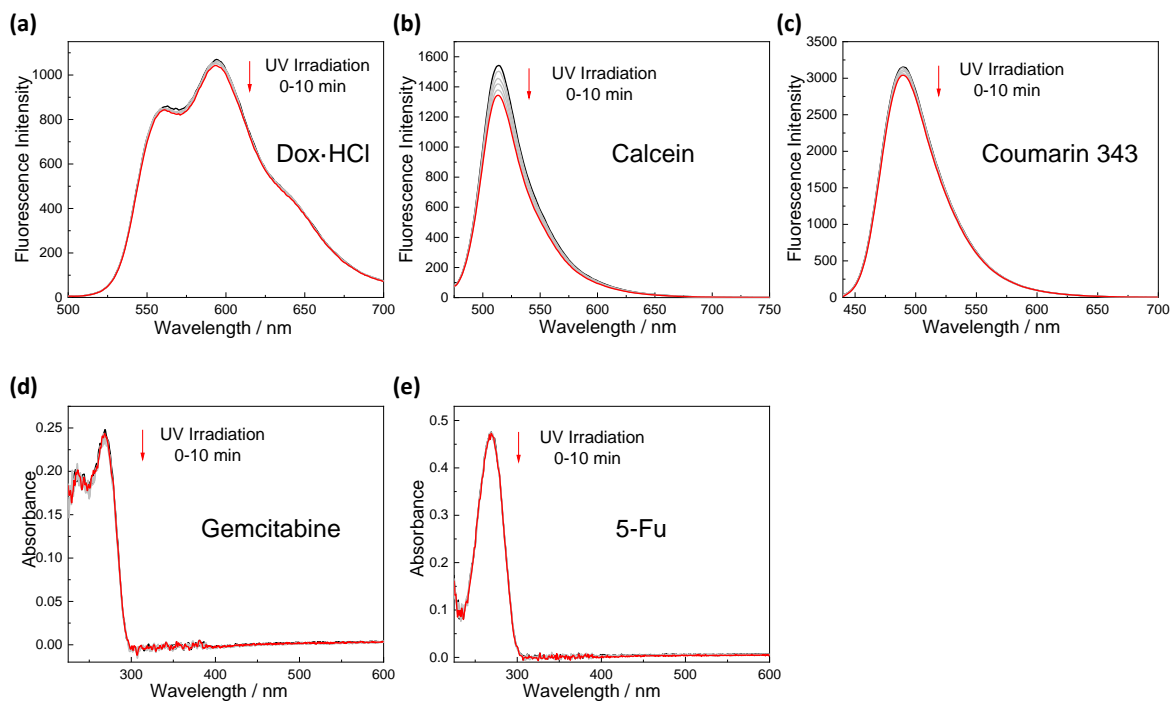 (a)
1000
800
600
400
200
0
500
550
600
650
700
Fluorescence Initensity
Wavelength / nm
UV Irradiation
0-10 min
Dox·HCl
(b)
1600
1400
1200
1000
800
600
400
200
0
500
550
600
650
700
750
Fluorescence Initensity
Wavelength / nm
UV Irradiation
0-10 min
Calcein
(c)
3500
3000
2500
2000
1500
1000
500
0
450
500
550
600
650
700
Fluorescence Initensity
Wavelength / nm
UV Irradiation
0-10 min
Coumarin 343
(d)
0.25
0.20
0.15
0.10
0.05
0.00
300
400
500
600
Absorbance
Wavelength / nm
UV Irradiation
0-10 min
Gemcitabine
(e)
0.5
0.4
0.3
0.2
0.1
0.0
300
400
500
600
Absorbance
Wavelength / nm
UV Irradiation
0-10 min
5-Fu